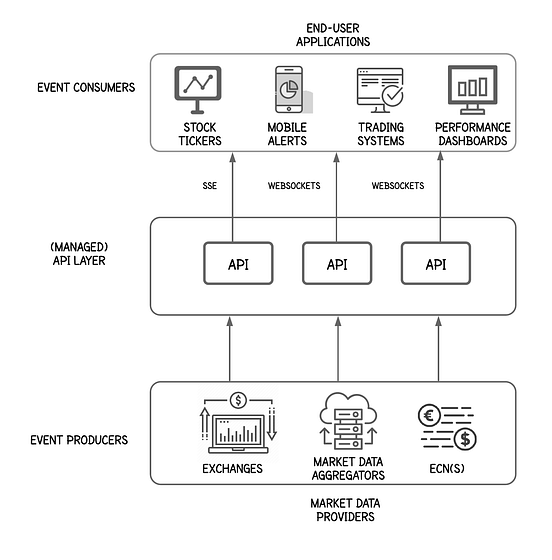 END-USER
APPLICATIONS
EVENT CONSUMERS
STOCK
TICKERS
MOBILE
ALERTS
TRADING
SYSTEMS
PERFORMANCE
DASHBOARDS
SSE
WEBSOCKETS
WEBSOCKETS
(MANAGED)
API LAYER
API
API
API
EVENT PRODUCERS
$
€
$
EXCHANGES
MARKET DATA
AGGREGATORS
ECN(S)
MARKET DATA
PROVIDERS